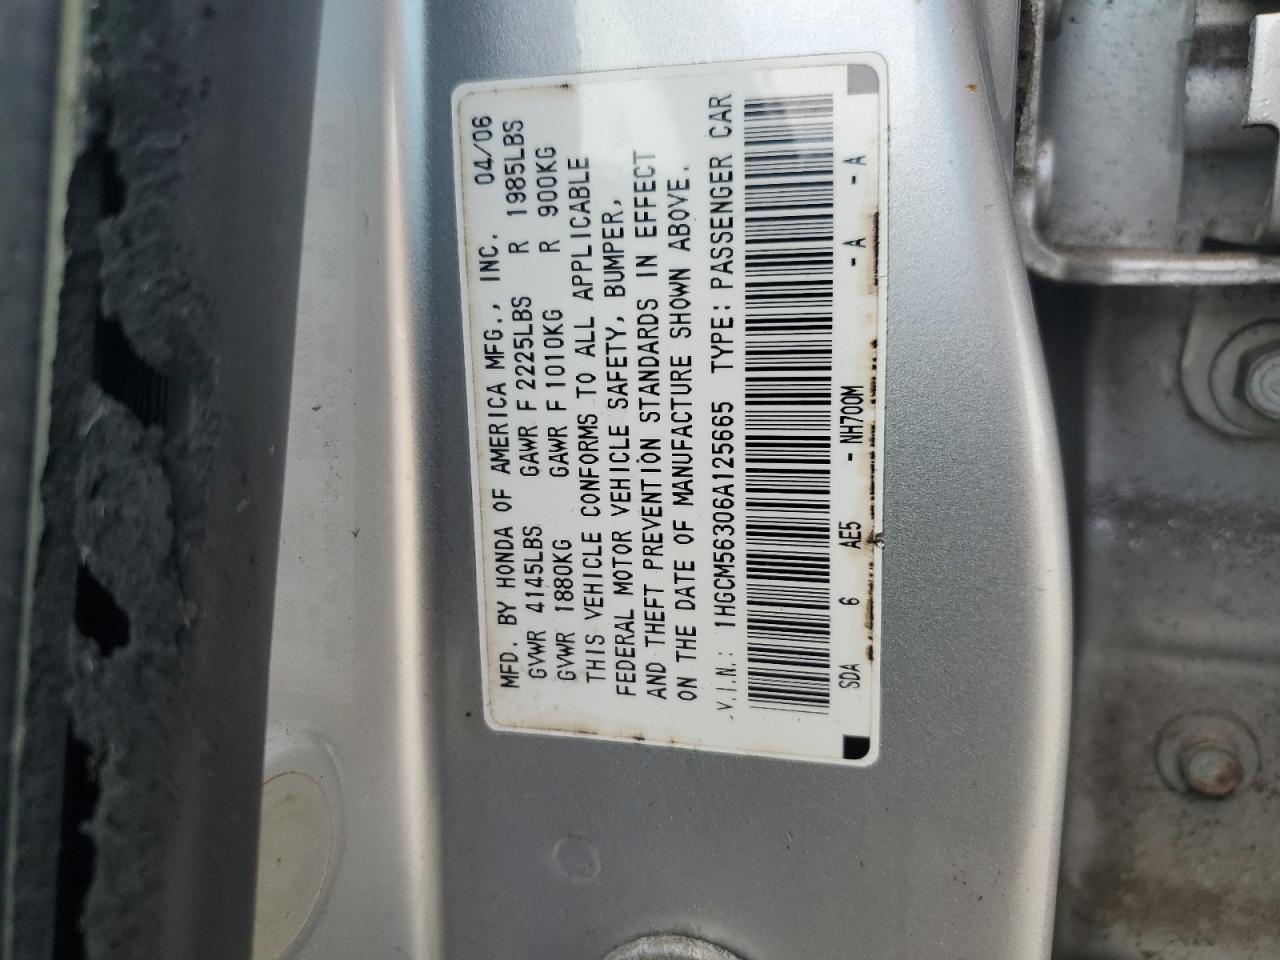 MFD. BY HONDA OF AMERICA MFG., INC. 04/06
GVWR 4145LBS GAWR F 2225LBS R 1985LBS
GVWR 1880KG GAWR F 1010KG R 900KG
THIS VEHICLE CONFORMS TO ALL APPLICABLE
FEDERAL MOTOR VEHICLE SAFETY, BUMPER,
AND THEFT PREVENTION STANDARDS IN EFFECT
ON THE DATE OF MANUFACTURE SHOWN ABOVE.
V.I.N.: 1HGCM56306A125665 TYPE: PASSENGER CAR
SDA 6 AE5 - NH700M - A - A